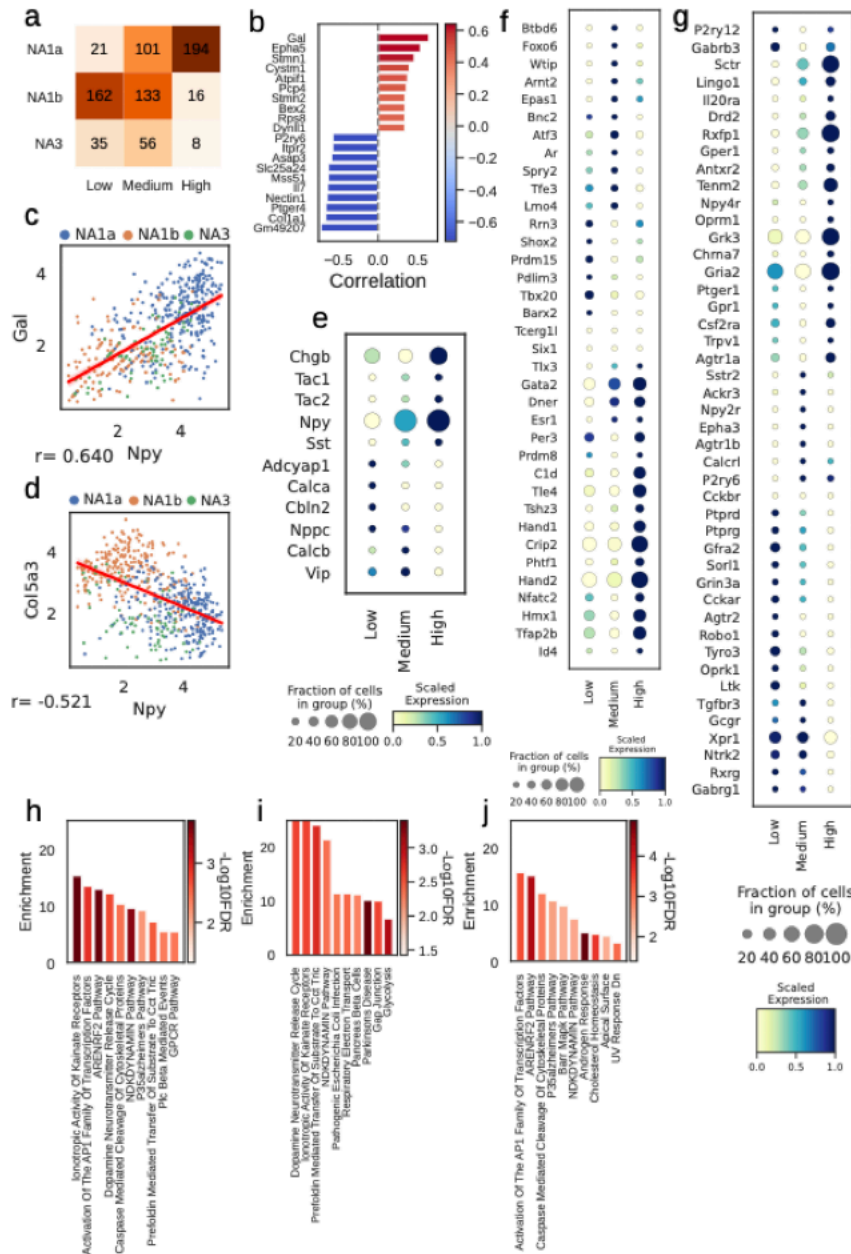 a
NA1a 21 101 194
NA1b 162 133 16
NA3 35 56 8
Low Medium High
b
Gal
Epha5
Stmn1
Cystm1
Atpif1
Pcp4
Stmn2
Bex2
Rps8
Dynll1
P2ry6
Itpr2
Asap3
Slc25a24
Mss51
Il7
Nectin1
Ptger4
Col1a1
Gm49207
−0.5 0.0 0.5
Correlation
0.6
0.4
0.2
0.0
−0.2
−0.4
−0.6
c
NA1a NA1b NA3
Gal
4
2
2 4
r= 0.640 Npy
d
NA1a NA1b NA3
Col5a3
4
2
2 4
r= -0.521 Npy
e
Chgb
Tac1
Tac2
Npy
Sst
Adcyap1
Calca
Cbln2
Nppc
Calcb
Vip
Low
Medium
High
Fraction of cells
in group (%)
20 40 60 80100
Scaled
Expression
0.0 1.0
f
Btbd6
Foxo6
Wtip
Arnt2
Epas1
Bnc2
Atf3
Ar
Spry2
Tfe3
Lmo4
Rrn3
Shox2
Prdm15
Pdlim3
Tbx20
Barx2
Tcerg1l
Six1
Tlx3
Gata2
Dner
Esr1
Per3
Prdm8
C1d
Tle4
Tshz3
Hand1
Crip2
Phtf1
Hand2
Nfatc2
Hmx1
Tfap2b
Id4
Low
Medium
High
Fraction of cells
in group (%)
20 40 60 80 100
Scaled
Expression
0.0 1.0
g
P2ry12
Gabrb3
Sctr
Lingo1
Il20ra
Drd2
Rxfp1
Gper1
Antxr2
Tenm2
Npy4r
Oprm1
Grk3
Chrna7
Gria2
Ptger1
Gpr1
Csf2ra
Trpv1
Agtr1a
Sstr2
Ackr3
Npy2r
Epha3
Agtr1b
Calcrl
P2ry6
Cckbr
Ptprd
Ptprg
Gfra2
Sorl1
Grin3a
Cckar
Agtr2
Robo1
Tyro3
Oprk1
Ltk
Tgfbr3
Gcgr
Xpr1
Ntrk2
Rxrg
Gabrg1
Low
Medium
High
Fraction of cells
in group (%)
20 40 60 80100
Scaled
Expression
0.0 1.0
h
Enrichment
20
10
0
3
2
-Log10FDR
Ionotropic Activity Of Kainate Receptors
Activation Of The AP1 Family Of Transcription Factors
ARENRF2 Pathway
Dopamine Neurotransmitter Release Cycle
Caspase Mediated Cleavage Of Cytoskeletal Proteins
NDKDYNAMIN Pathway
P35alzheimers Pathway
Prefoldin Mediated Transfer Of Substrate To Cct Tric
Plc Beta Mediated Events
GPCR Pathway
i
Enrichment
20
10
0
3.0
2.5
2.0
1.5
-Log10FDR
Dopamine Neurotransmitter Release Cycle
Ionotropic Activity Of Kainate Receptors
Prefoldin Mediated Transfer Of Substrate To Cct Tric
NDKDYNAMIN Pathway
Pathogenic Escherichia Coli Infection
Respiratory Electron Transport
Pancreas Beta Cells
Parkinsons Disease
Gap Junction
Glycolysis
j
Enrichment
20
10
0
4
3
2
-Log10FDR
Activation Of The AP1 Family Of Transcription Factors
ARENRF2 Pathway
Caspase Mediated Cleavage Of Cytoskeletal Proteins
P35alzheimers Pathway
Barr Mapk Pathway
NDKDYNAMIN Pathway
Androgen Response
Cholesterol Homeostasis
Apical Surface
UV Response Dn